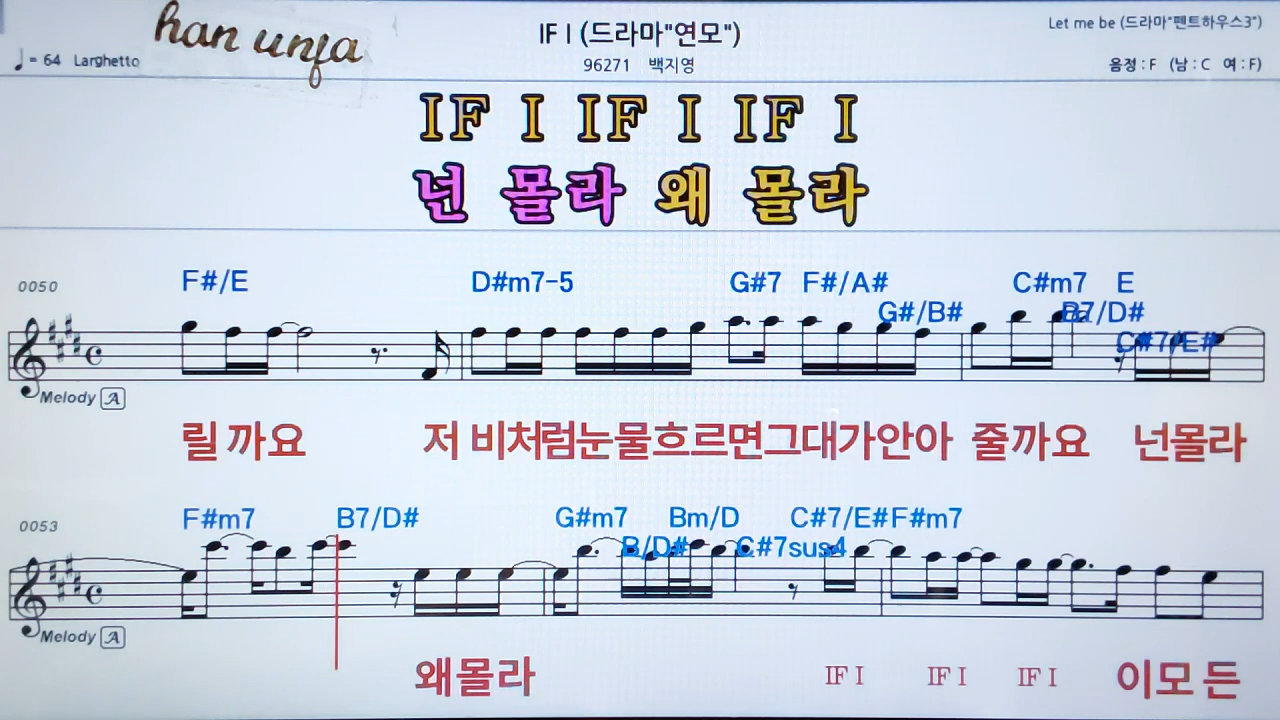 han unfa
IF I (드라마"연모")
Let me be (드라마"펜트하우스3")
♩= 64 Larghetto
96271 백지영
음정 : F (남 : C 여 : F)
IF I IF I IF I
넌 몰라 왜 몰라
0050
F#/E D#m7-5 G#7 F#/A# C#m7 E
G#/B# B7/D#
C#7/E#
Melody A
릴 까요 저 비처럼눈물흐르면그대가안아 줄까요 넌몰라
0053
F#m7 B7/D# G#m7 Bm/D C#7/E# F#m7
B/D# C#7sus4
Melody A
왜몰라 IF I IF I IF I 이모든